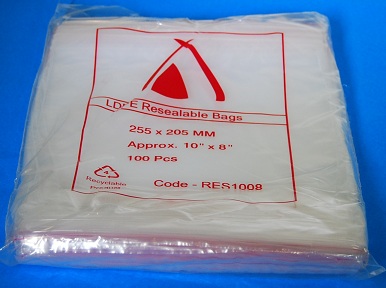 LDPE Resealable Bags
255 x 205 MM
Approx. 10" x 8"
100 Pcs
4
Recyclable
Code - RES1008